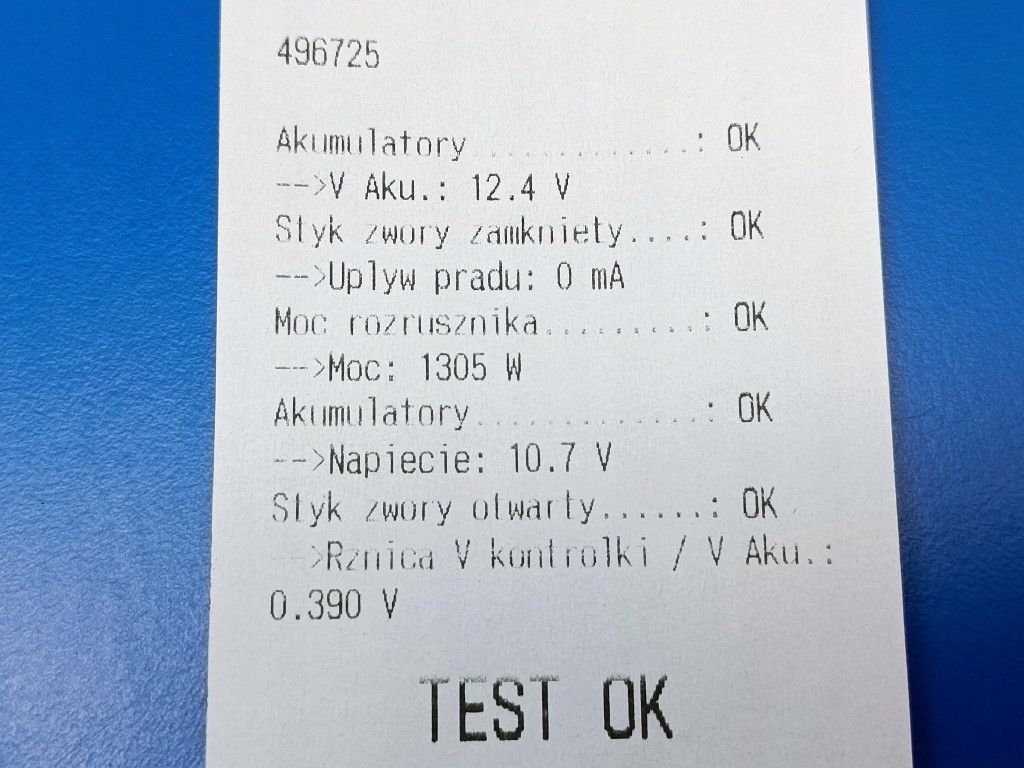 496725
Akumulatory.............: OK
-->V Aku.: 12.4 V
Styk zwory zamkniety....: OK
-->Uplyw pradu: 0 mA
Moc rozrusznika.........: OK
-->Moc: 1305 W
Akumulatory.............: OK
-->Napiecie: 10.7 V
Styk zwory otwarty......: OK
-->Rznica V kontrolki / V Aku.:
0.390 V
TEST OK